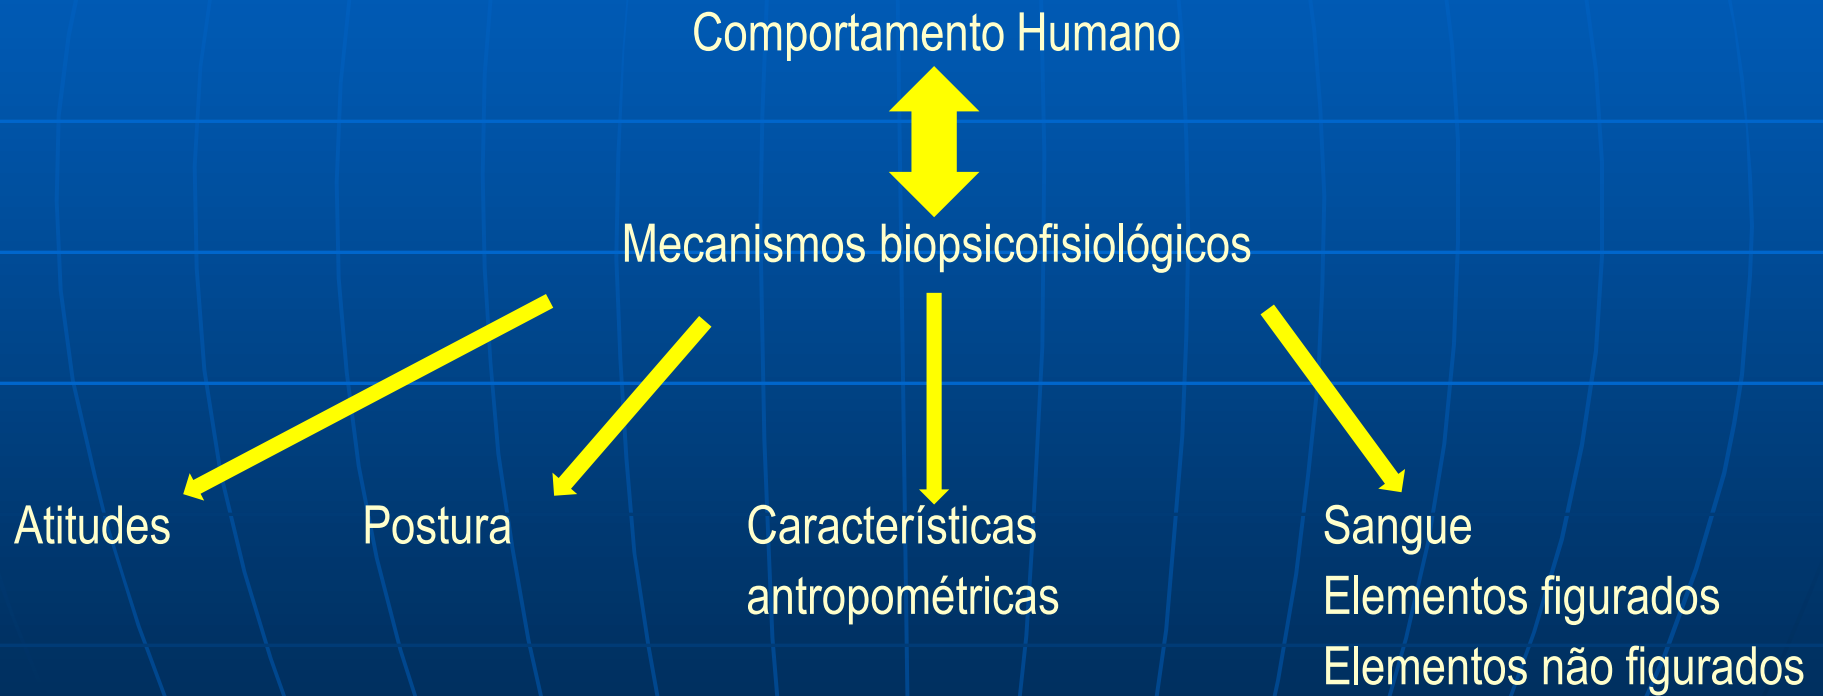 Comportamento Humano
Mecanismos biopsicofisiológicos
Atitudes
Postura
Características
antropométricas
Sangue
Elementos figurados
Elementos não figurados